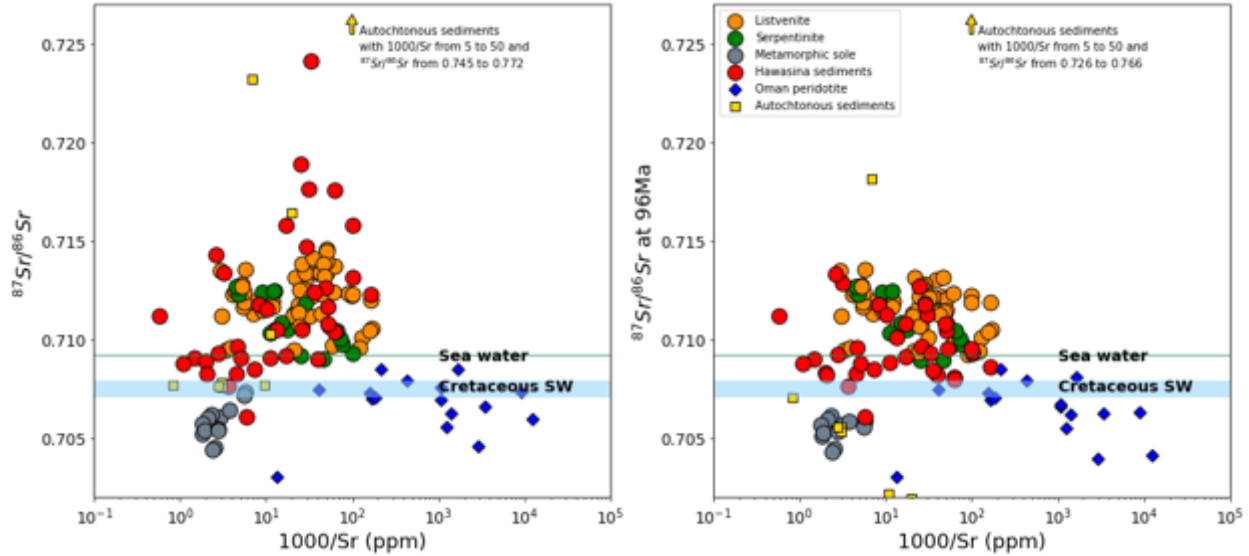 Autochtonous sediments
with 1000/Sr from 5 to 50 and
⁸⁷Sr/⁸⁶Sr from 0.745 to 0.772
0.725
0.720
0.715
0.710
0.705
⁸⁷Sr/⁸⁶Sr
Sea water
Cretaceous SW
10⁻¹ 10⁰ 10¹ 10² 10³ 10⁴ 10⁵
1000/Sr (ppm)
Listvenite
Serpentinite
Metamorphic sole
Hawasina sediments
Oman peridotite
Autochtonous sediments
Autochtonous sediments
with 1000/Sr from 5 to 50 and
⁸⁷Sr/⁸⁶Sr from 0.726 to 0.766
0.725
0.720
0.715
0.710
0.705
⁸⁷Sr/⁸⁶Sr at 96Ma
Sea water
Cretaceous SW
10⁻¹ 10⁰ 10¹ 10² 10³ 10⁴ 10⁵
1000/Sr (ppm)